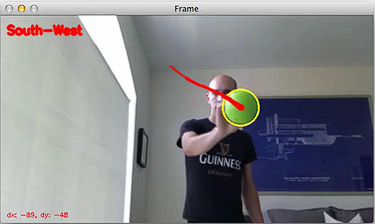 Frame
South-West
GUINNESS
dx: -89, dy: -48